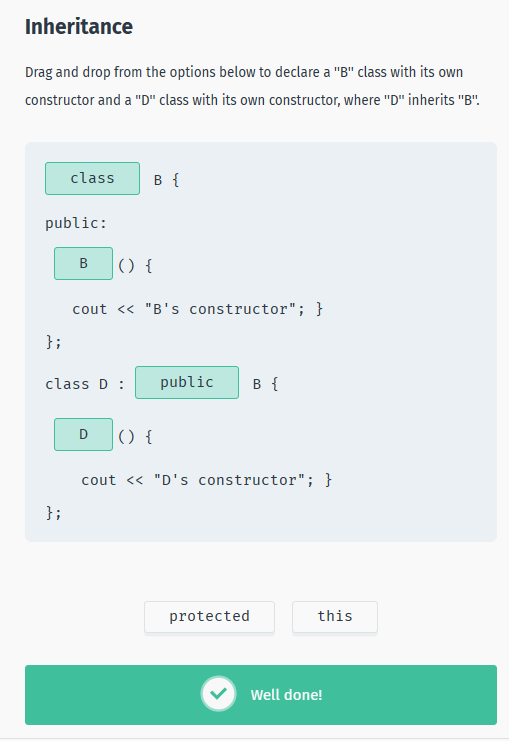 Inheritance
Drag and drop from the options below to declare a "B" class with its own
constructor and a "D" class with its own constructor, where "D" inherits "B".
class B {
public:
B () {
cout << "B's constructor"; }
};
class D : public B {
D () {
cout << "D's constructor"; }
};
protected this
Well done!